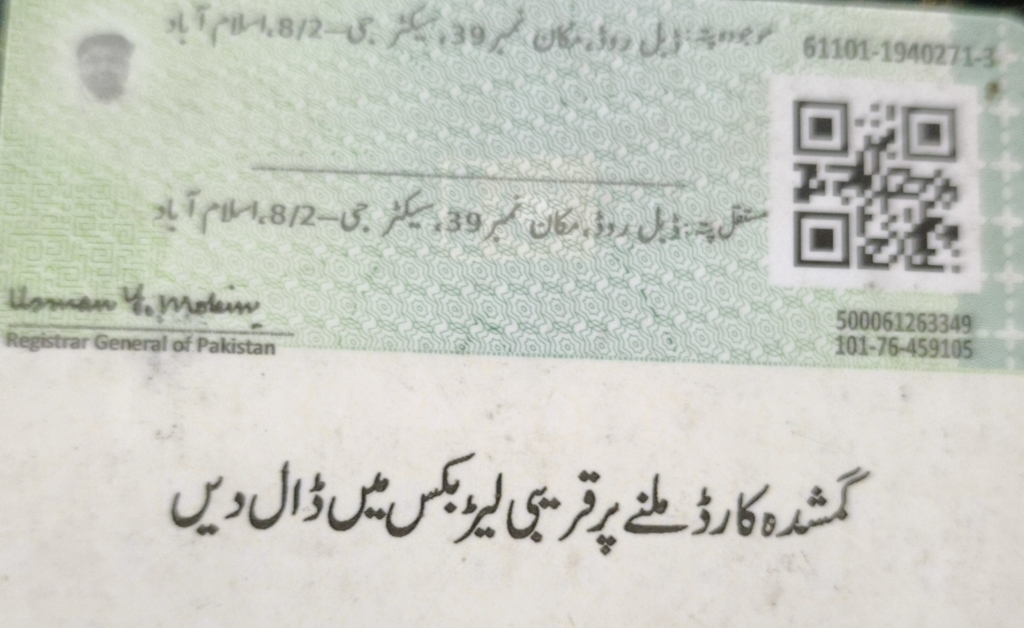 موجودہ پتہ: ڈبل روڈ، مکان نمبر 39، سیکٹر جی–8/2، اسلام آباد
61101-1940271-3
مستقل پتہ: ڈبل روڈ، مکان نمبر 39، سیکٹر جی–8/2، اسلام آباد
Usman Y. Mobin
Registrar General of Pakistan
500061263349
101-76-459105
گمشدہ کارڈ ملنے پر قریبی لیٹر بکس میں ڈال دیں